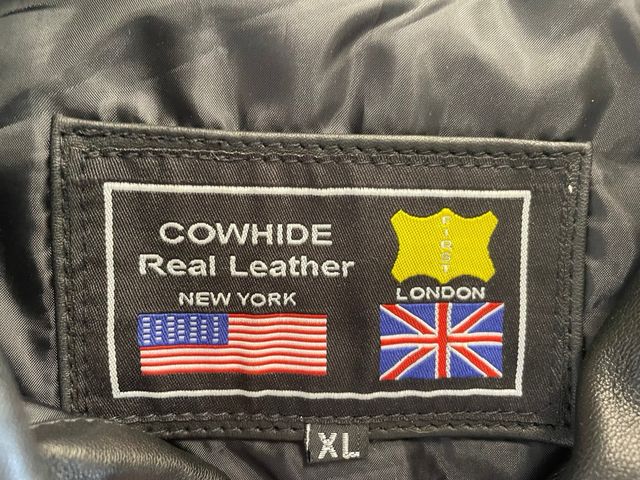 COWHIDE
Real Leather
NEW YORK
FIRST
LONDON
XL